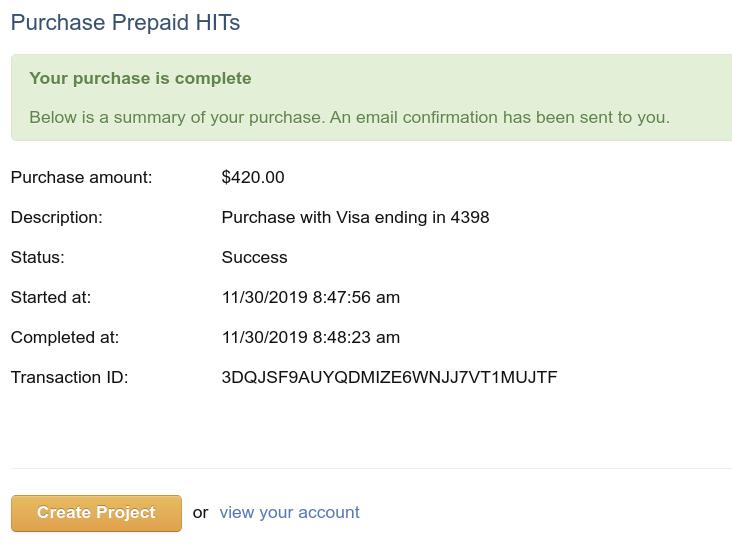 Purchase Prepaid HITs
Your purchase is complete
Below is a summary of your purchase. An email confirmation has been sent to you.
Purchase amount: $420.00
Description: Purchase with Visa ending in 4398
Status: Success
Started at: 11/30/2019 8:47:56 am
Completed at: 11/30/2019 8:48:23 am
Transaction ID: 3DQJSF9AUYQDMIZE6WNJJ7VT1MUJTF
Create Project or view your account